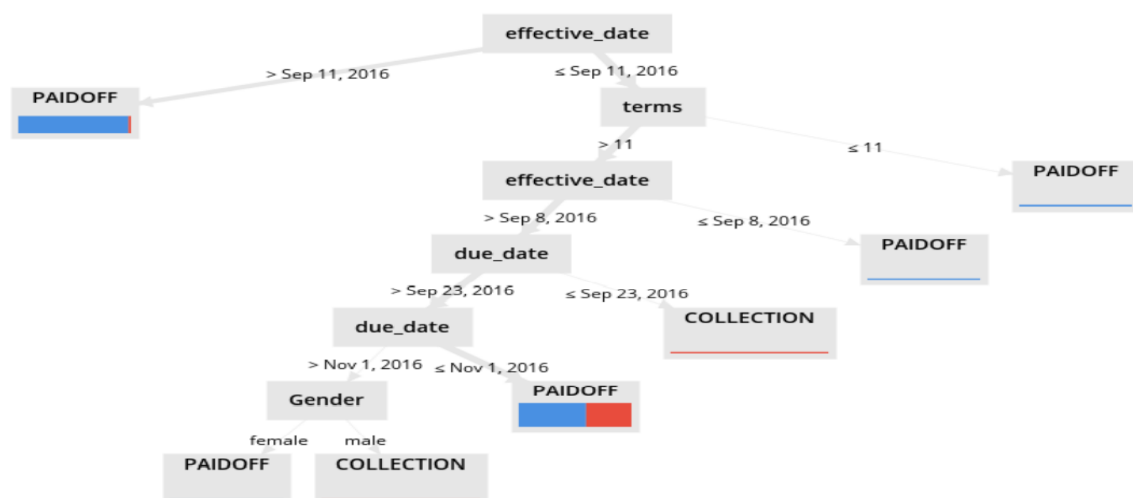 effective_date
> Sep 11, 2016
≤ Sep 11, 2016
PAIDOFF
terms
> 11
≤ 11
effective_date
PAIDOFF
> Sep 8, 2016
≤ Sep 8, 2016
due_date
PAIDOFF
> Sep 23, 2016
≤ Sep 23, 2016
due_date
COLLECTION
> Nov 1, 2016
≤ Nov 1, 2016
Gender
PAIDOFF
female
male
PAIDOFF
COLLECTION